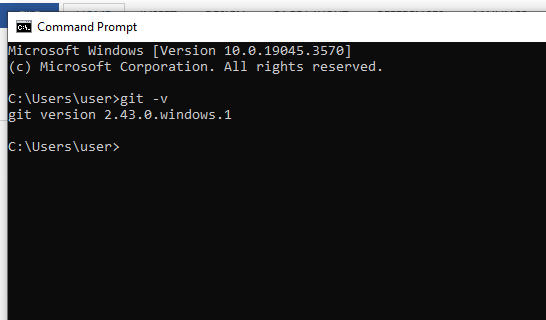 Command Prompt
Microsoft Windows [Version 10.0.19045.3570]
(c) Microsoft Corporation. All rights reserved.
C:\Users\user>git -v
git version 2.43.0.windows.1
C:\Users\user>